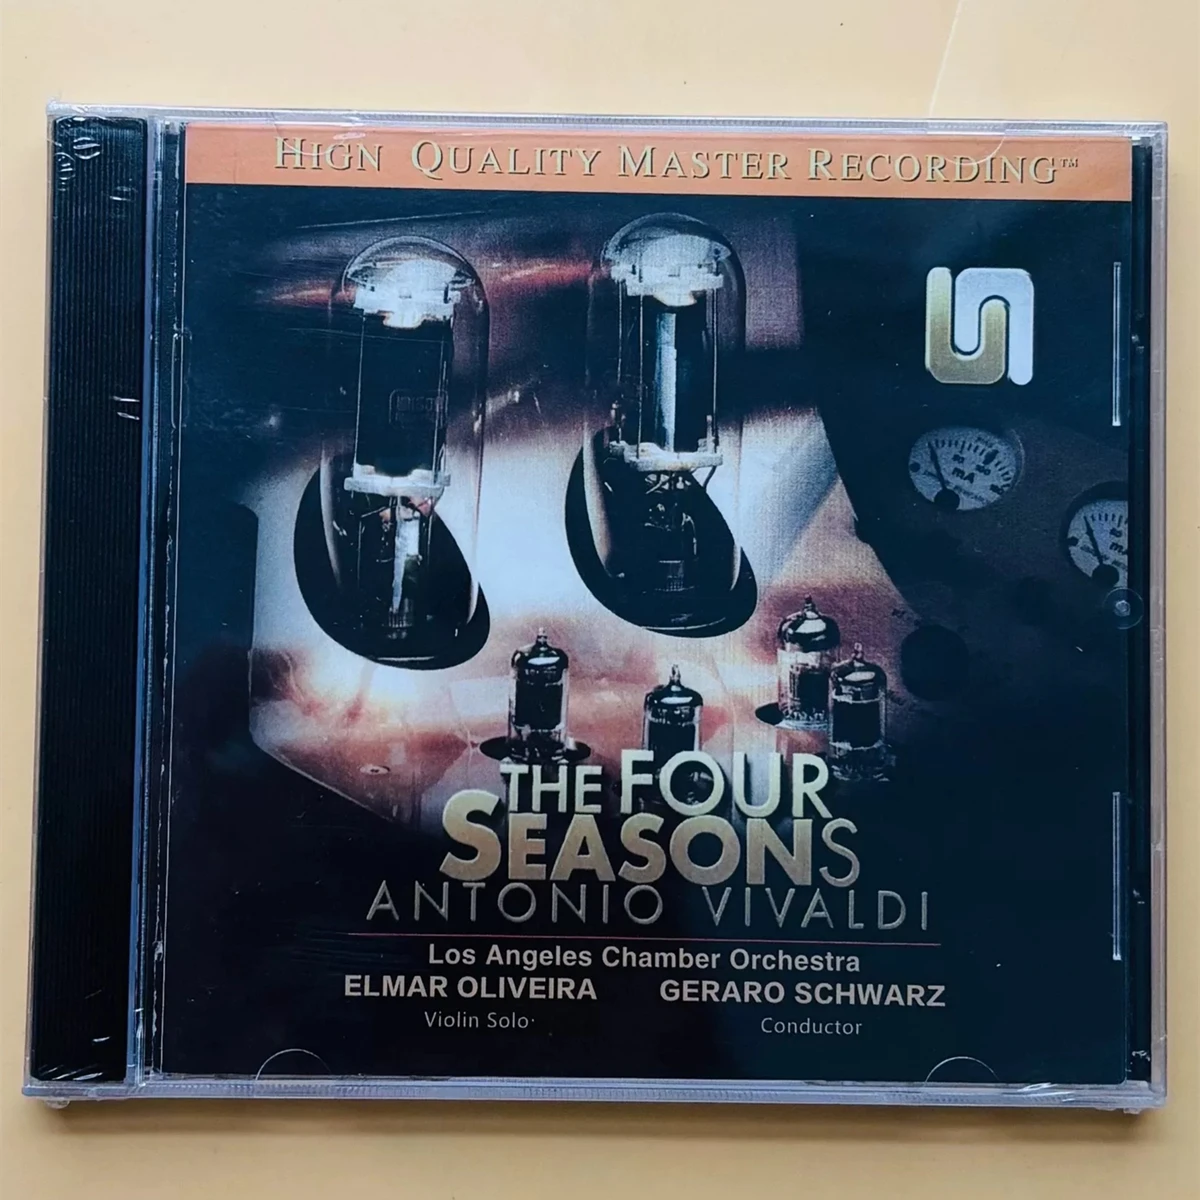 HIGN QUALITY MASTER RECORDING™
mA
THE FOUR
SEASONS
ANTONIO VIVALDI
Los Angeles Chamber Orchestra
ELMAR OLIVEIRA GERARO SCHWARZ
Violin Solo Conductor